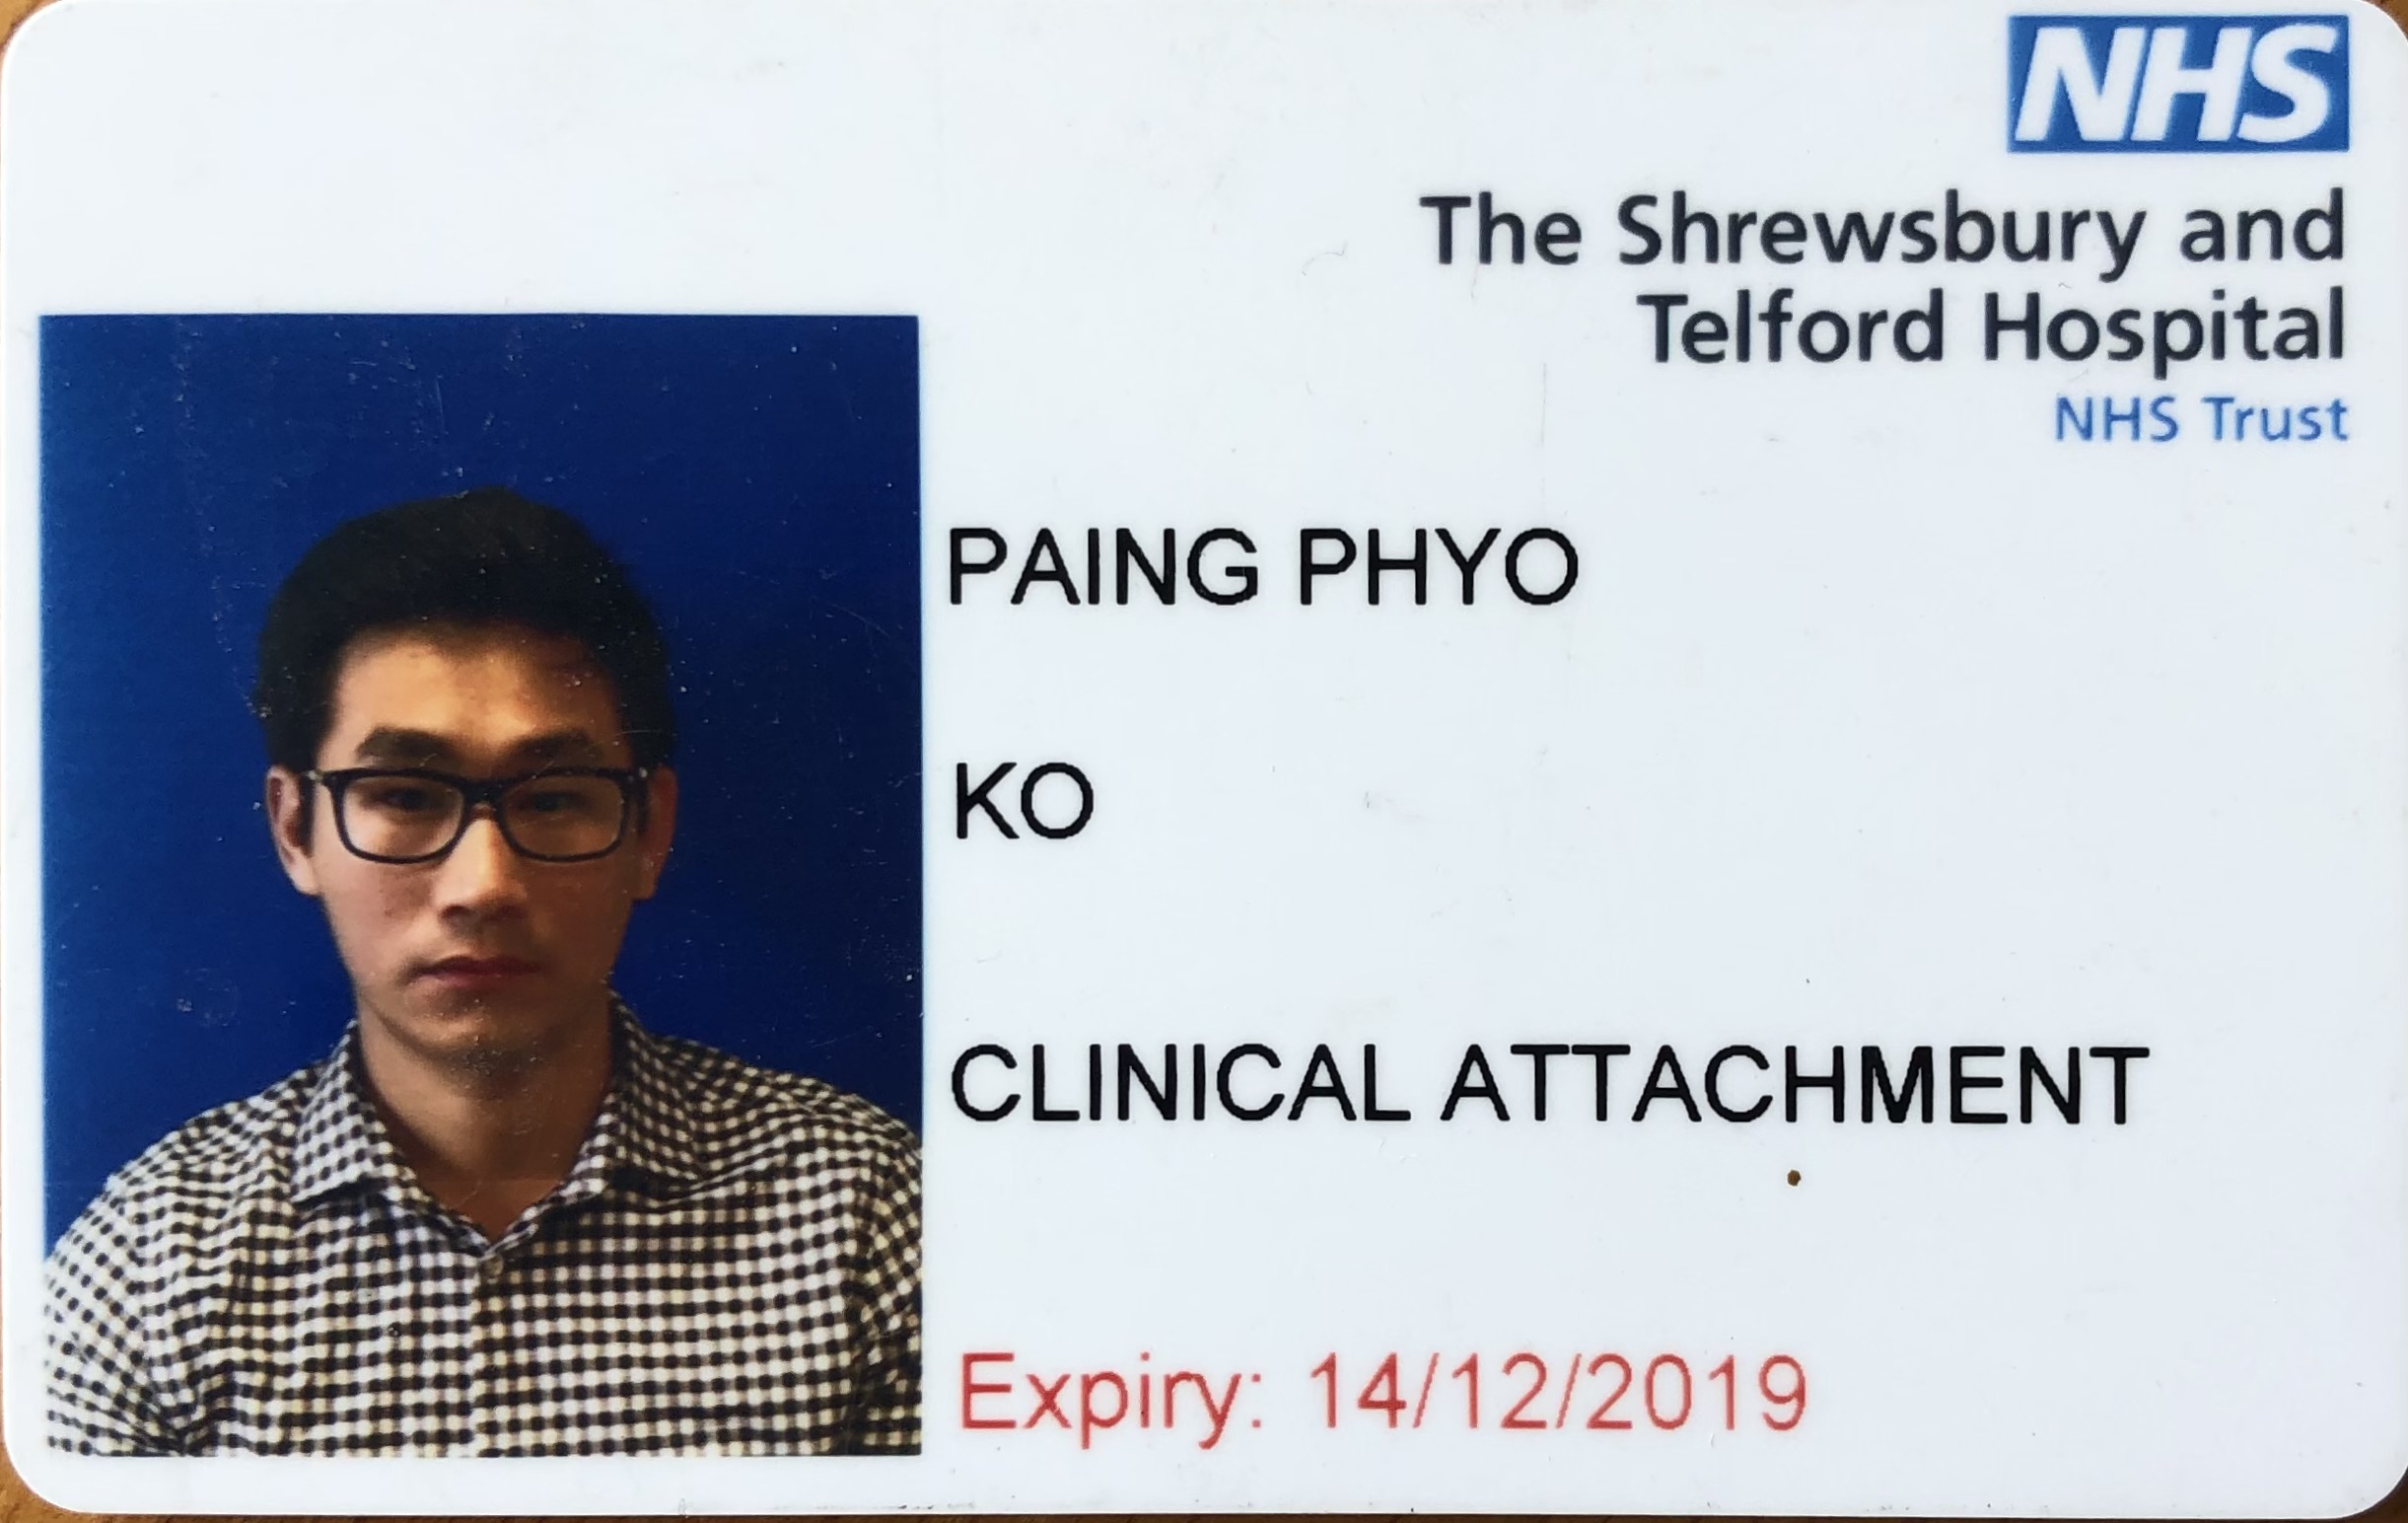 NHS
The Shrewsbury and
Telford Hospital
NHS Trust
PAING PHYO
KO
CLINICAL ATTACHMENT
Expiry: 14/12/2019